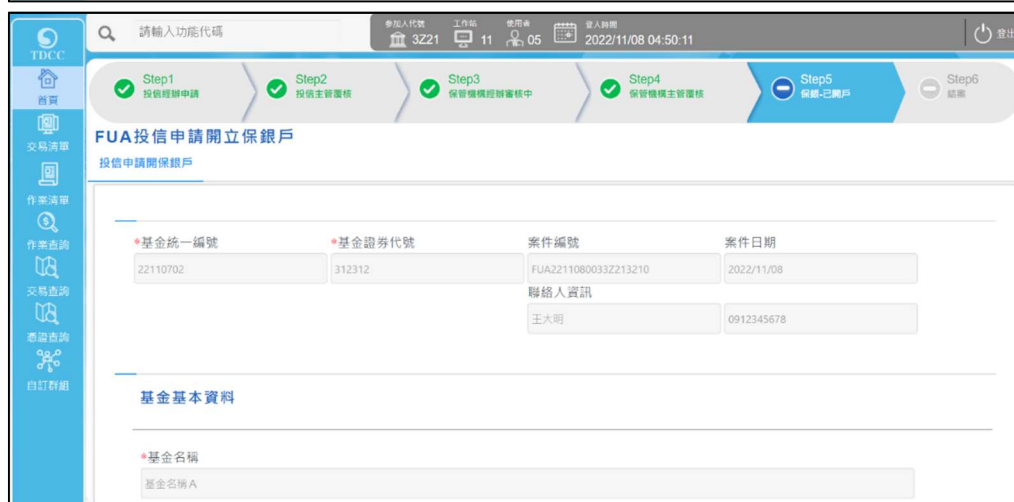 TDCC
請輸入功能代碼
參加人代號 3Z21
工作站 11
使用者 05
登入時間 2022/11/08 04:50:11
登出
首頁
交易清單
作業清單
作業查詢
交易查詢
憑證查詢
自訂群組
Step1
投信經辦申請
Step2
投信主管覆核
Step3
保管機構經辦審核中
Step4
保管機構主管覆核
Step5
保銀-已開戶
Step6
結案
FUA投信申請開立保銀戶
投信申請開保銀戶
*基金統一編號
22110702
*基金證券代號
312312
案件編號
FUA2211080033Z213210
案件日期
2022/11/08
聯絡人資訊
王大明
0912345678
基金基本資料
*基金名稱
基金名稱A